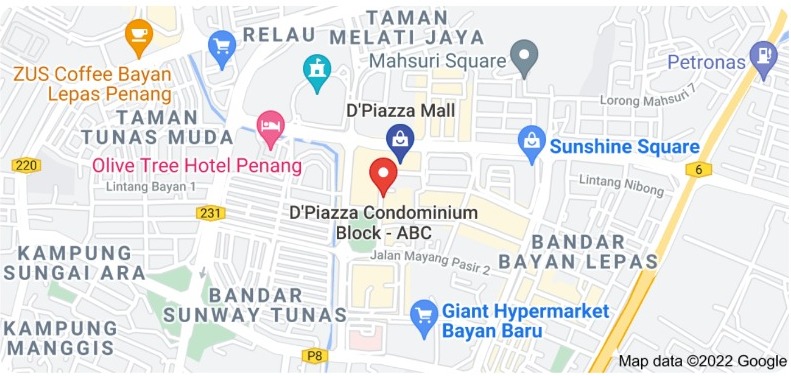 TAMAN
MELATI JAYA
RELAU
Mahsuri Square
Petronas
ZUS Coffee Bayan
Lepas Penang
Lorong Mahsuri 7
D'Piazza Mall
TAMAN
TUNAS MUDA
Sunshine Square
Olive Tree Hotel Penang
220
6
Lintang Bayan 1
Lintang Nibong
231
D'Piazza Condominium
Block - ABC
KAMPUNG
SUNGAI ARA
BANDAR
BAYAN LEPAS
Jalan Mayang Pasir 2
BANDAR
SUNWAY TUNAS
Giant Hypermarket
Bayan Baru
KAMPUNG
MANGGIS
P8
Map data ©2022 Google